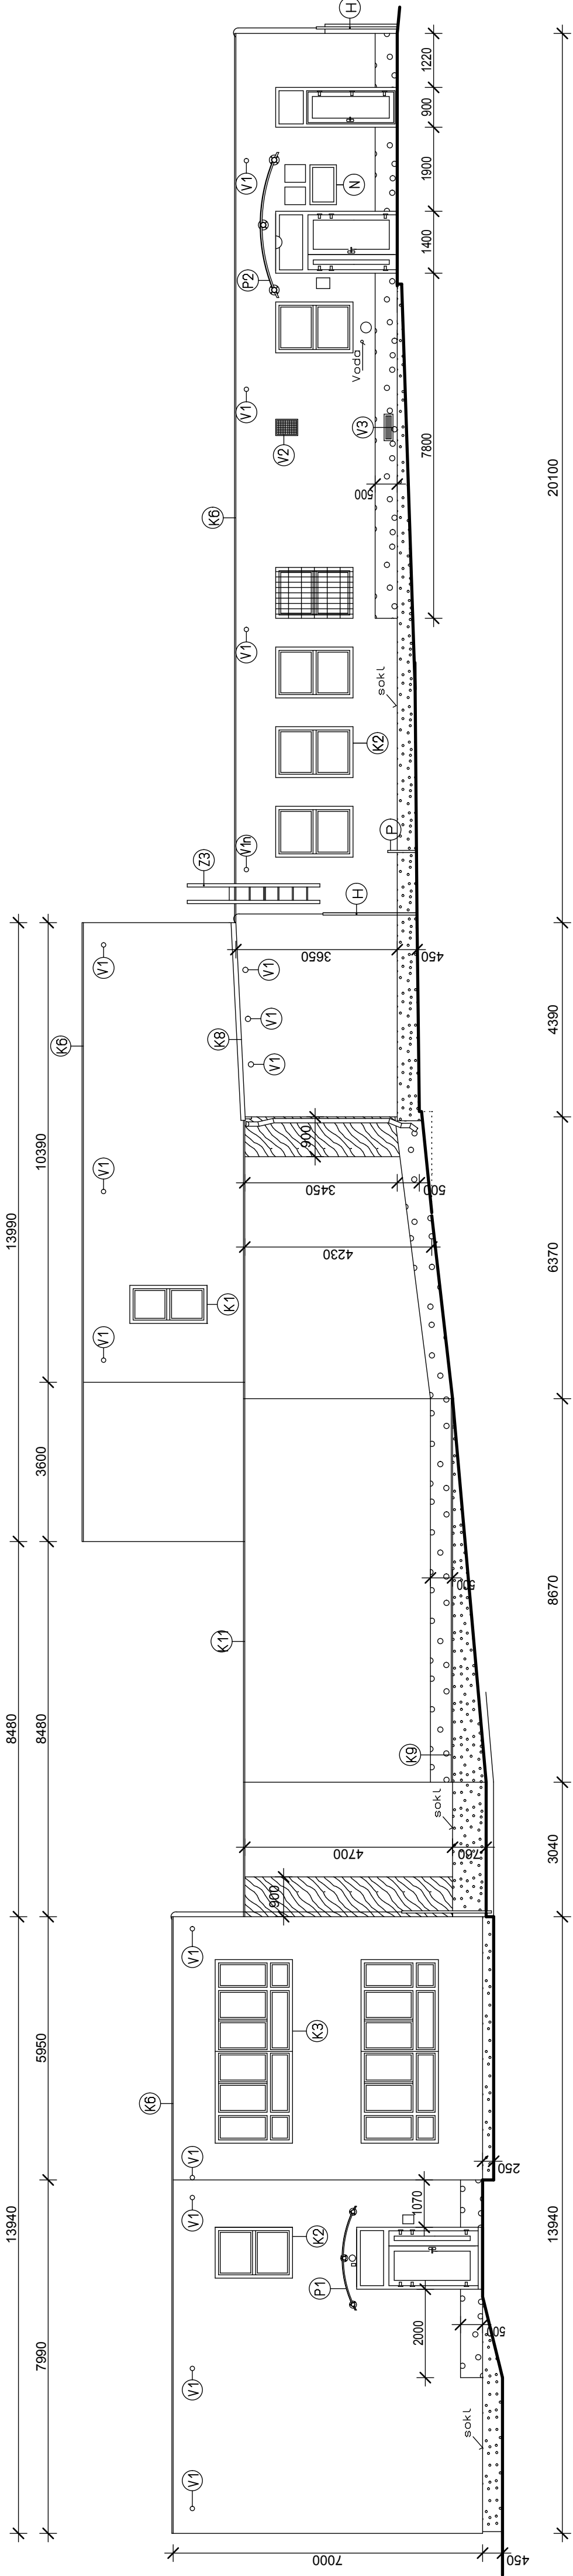 13940
8480
13990
7990
5950
8480
3600
10390
K6
K11
K6
K8
K6
V1
V1
V1
V1
V1
V1
V1
V1
V1
V1
V1
Z3
V1n
V1
V1
V1
K2
K3
K1
K2
P1
P2
N
V2
V3
K9
P
H
H
Voda
sokl
sokl
sokl
7000
450
2000
1070
500
250
900
4700
700
500
4230
3450
900
500
3650
450
500
7800
1400
1900
900
1220
13940
3040
8670
6370
4390
20100